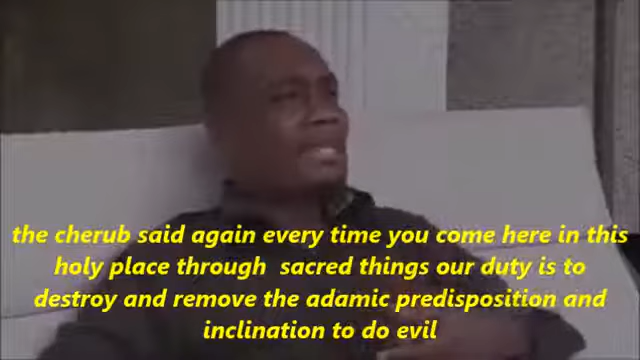 the cherub said again every time you come here in this
holy place through  sacred things our duty is to
destroy and remove the adamic predisposition and
inclination to do evil